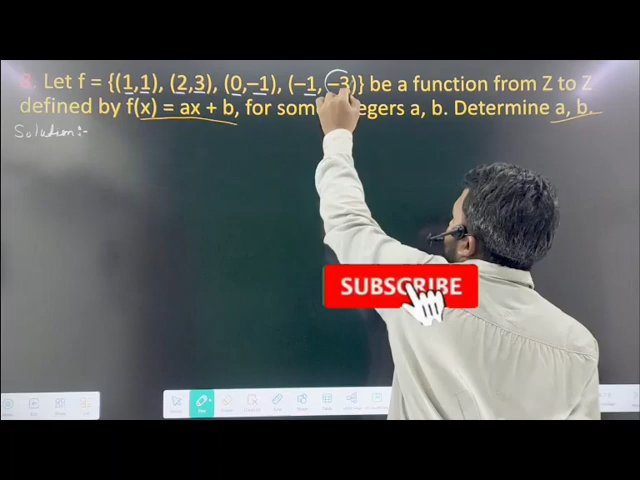 8. Let f = {(1,1), (2,3), (0,–1), (–1, –3)} be a function from Z to Z
defined by f(x) = ax + b, for som egers a, b. Determine a, b.
Solution:-
SUBSCRIBE